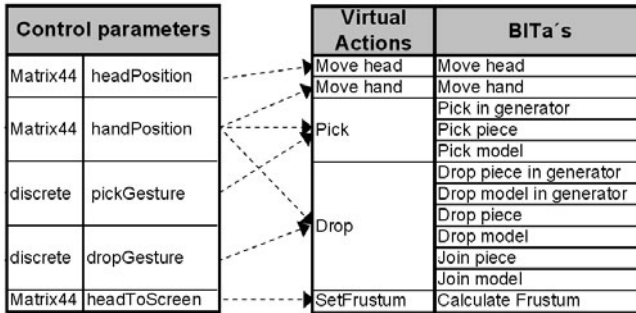 Control parameters
Matrix44 headPosition
Matrix44 handPosition
discrete pickGesture
discrete dropGesture
Matrix44 headToScreen
Virtual Actions BITa´s
Move head Move head
Move hand Move hand
Pick Pick in generator
Pick piece
Pick model
Drop Drop piece in generator
Drop model in generator
Drop piece
Drop model
Join piece
Join model
SetFrustum Calculate Frustum